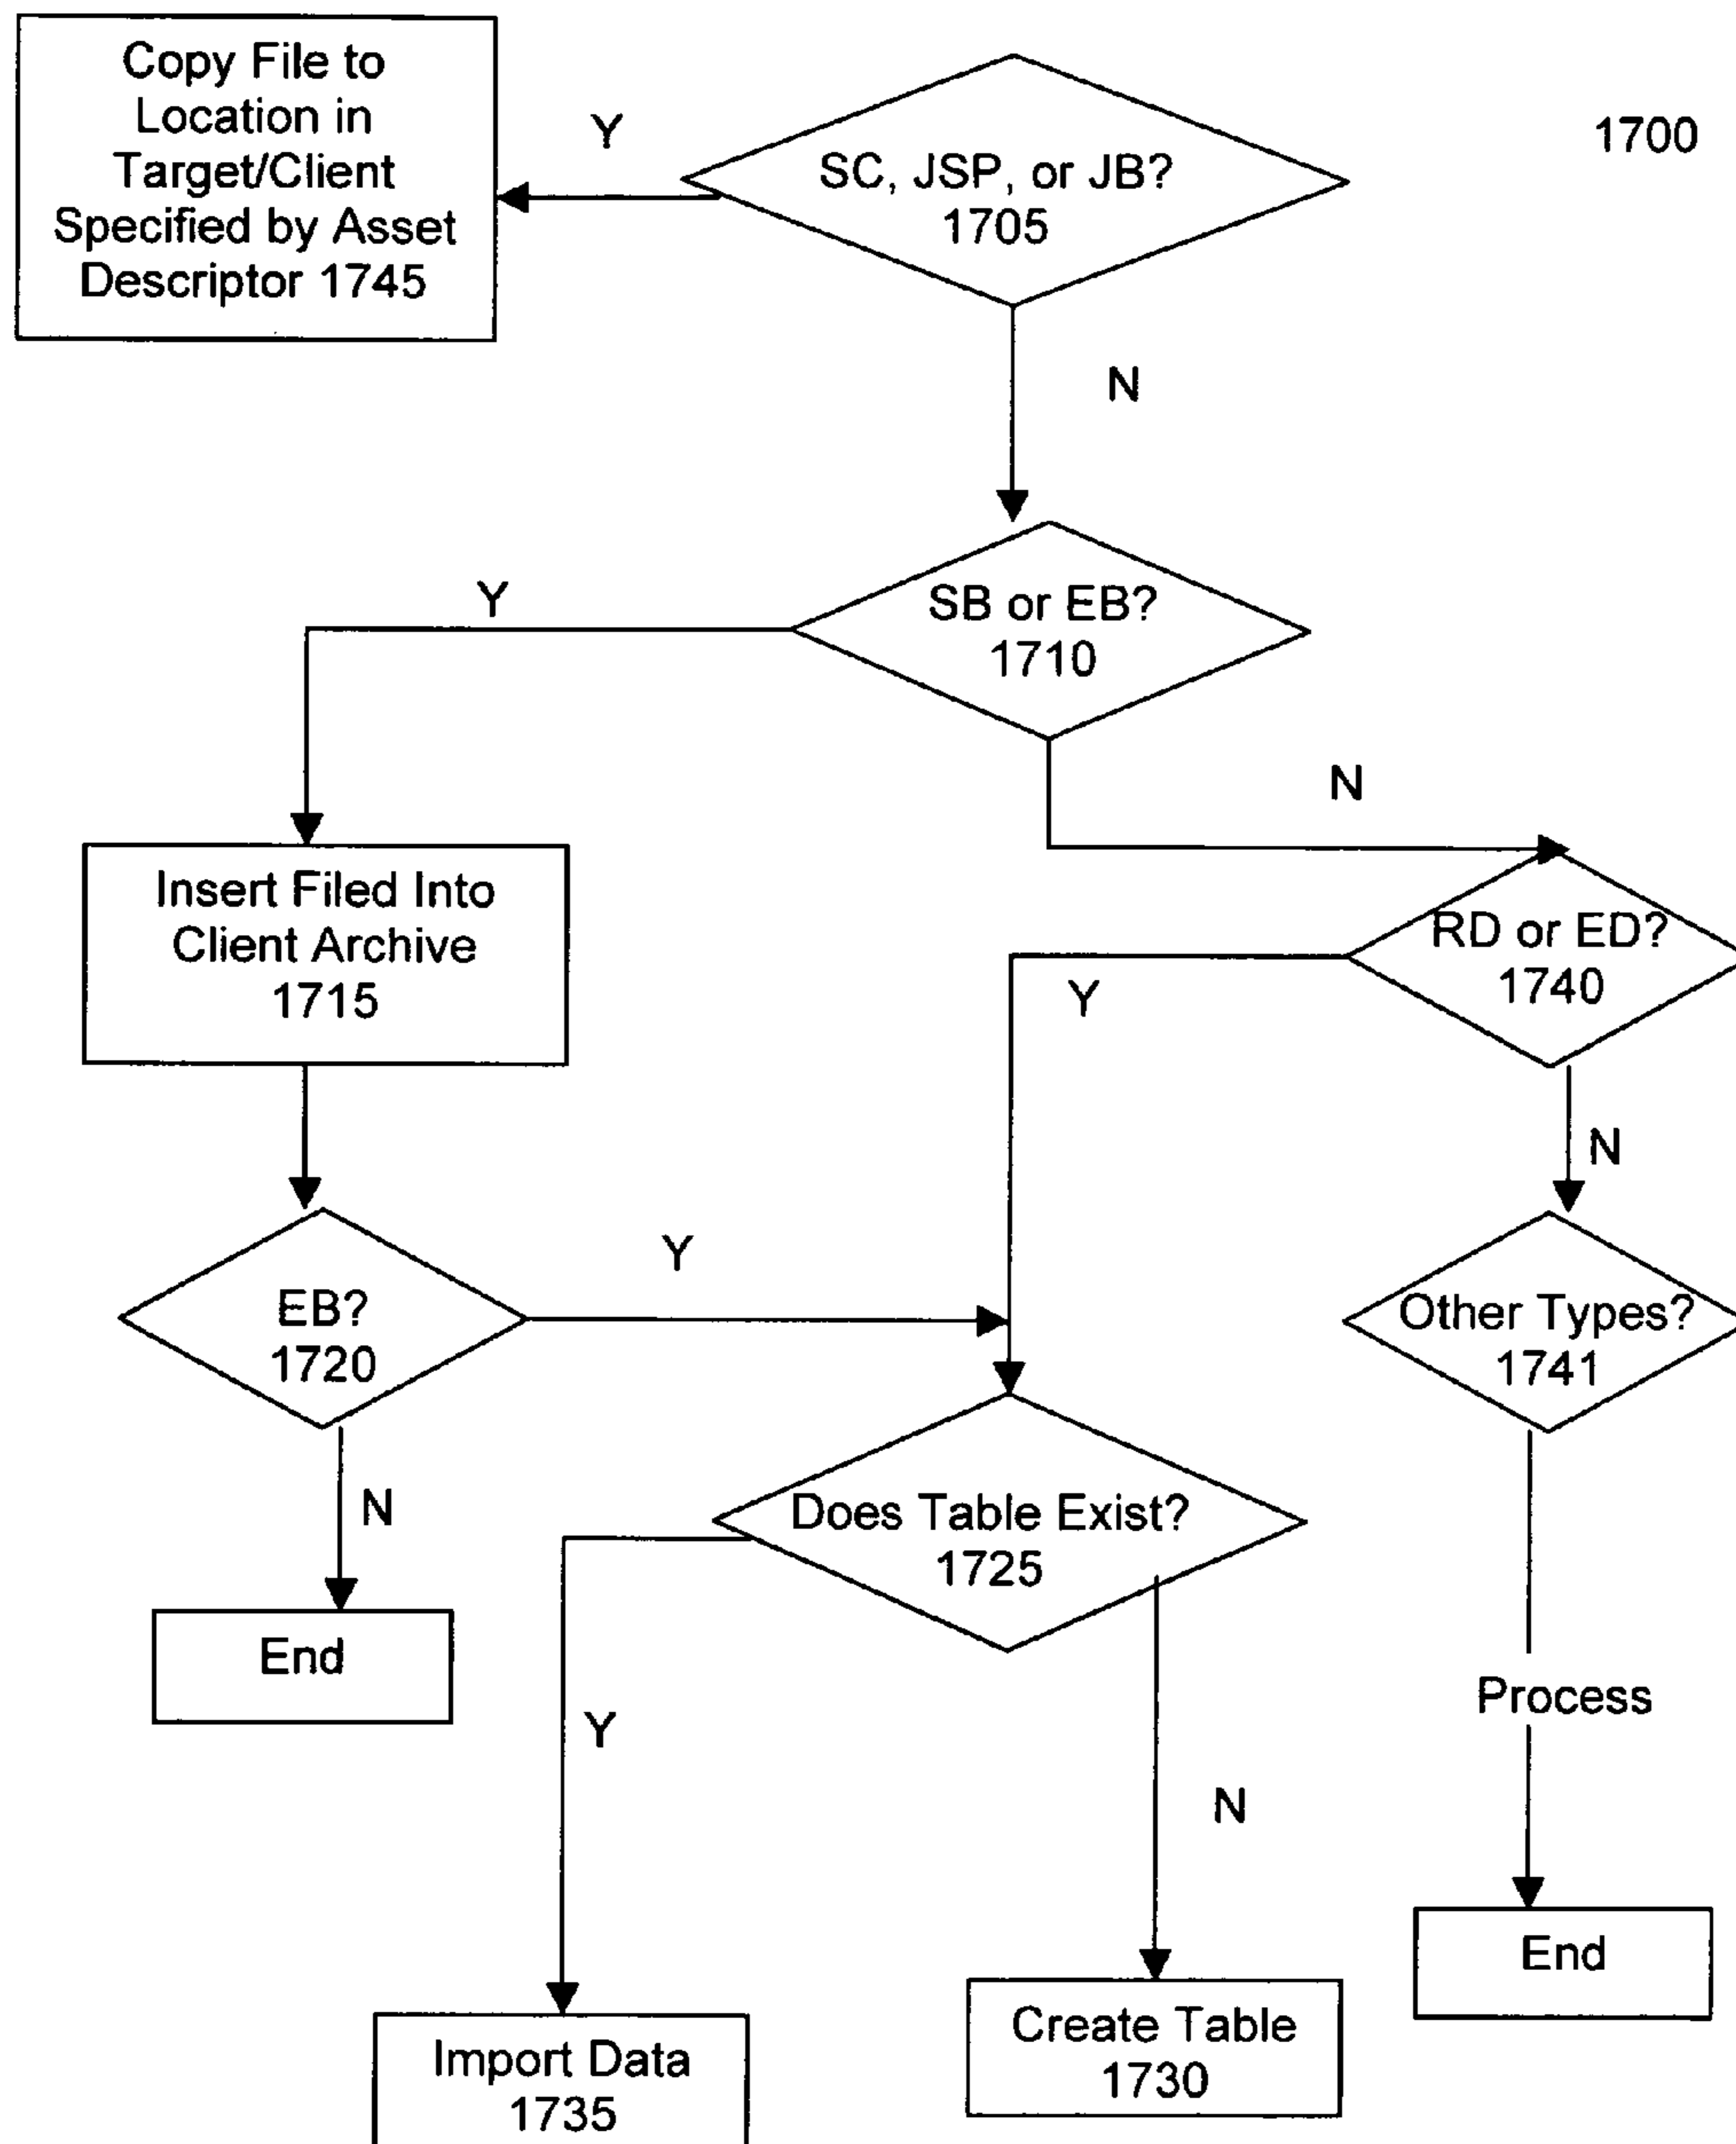 Copy File to
Location in
Target/Client
Specified by Asset
Descriptor 1745
Y
SC, JSP, or JB?
1705
1700
N
SB or EB?
1710
Y
N
Insert Filed Into
Client Archive
1715
RD or ED?
1740
Y
N
EB?
1720
Y
Other Types?
1741
N
Does Table Exist?
1725
End
Y
N
Process
End
Import Data
1735
Create Table
1730